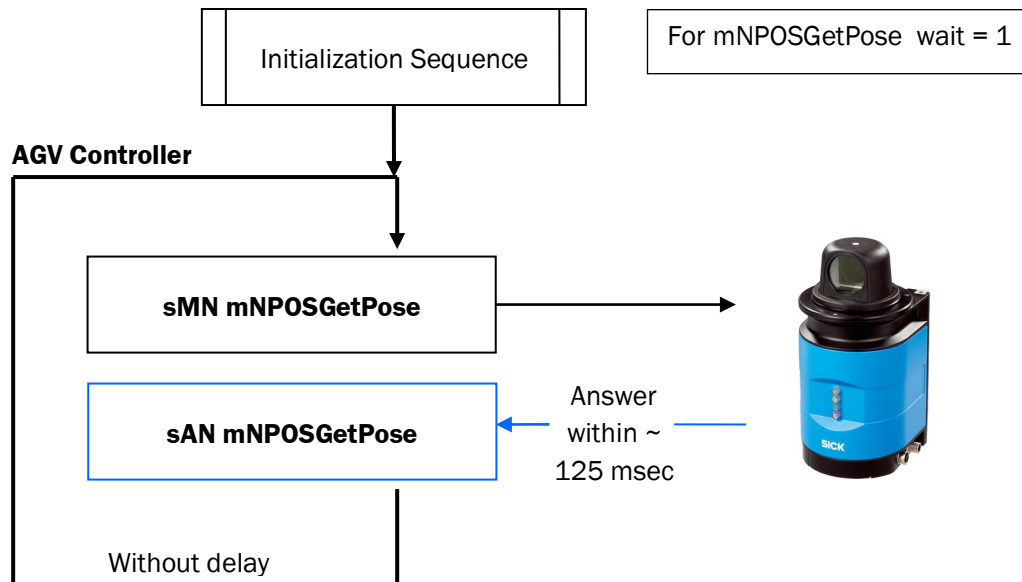 Initialization Sequence
For mNPOSGetPose wait = 1
AGV Controller
sMN mNPOSGetPose
sAN mNPOSGetPose
Answer
within ~
125 msec
SICK
Without delay